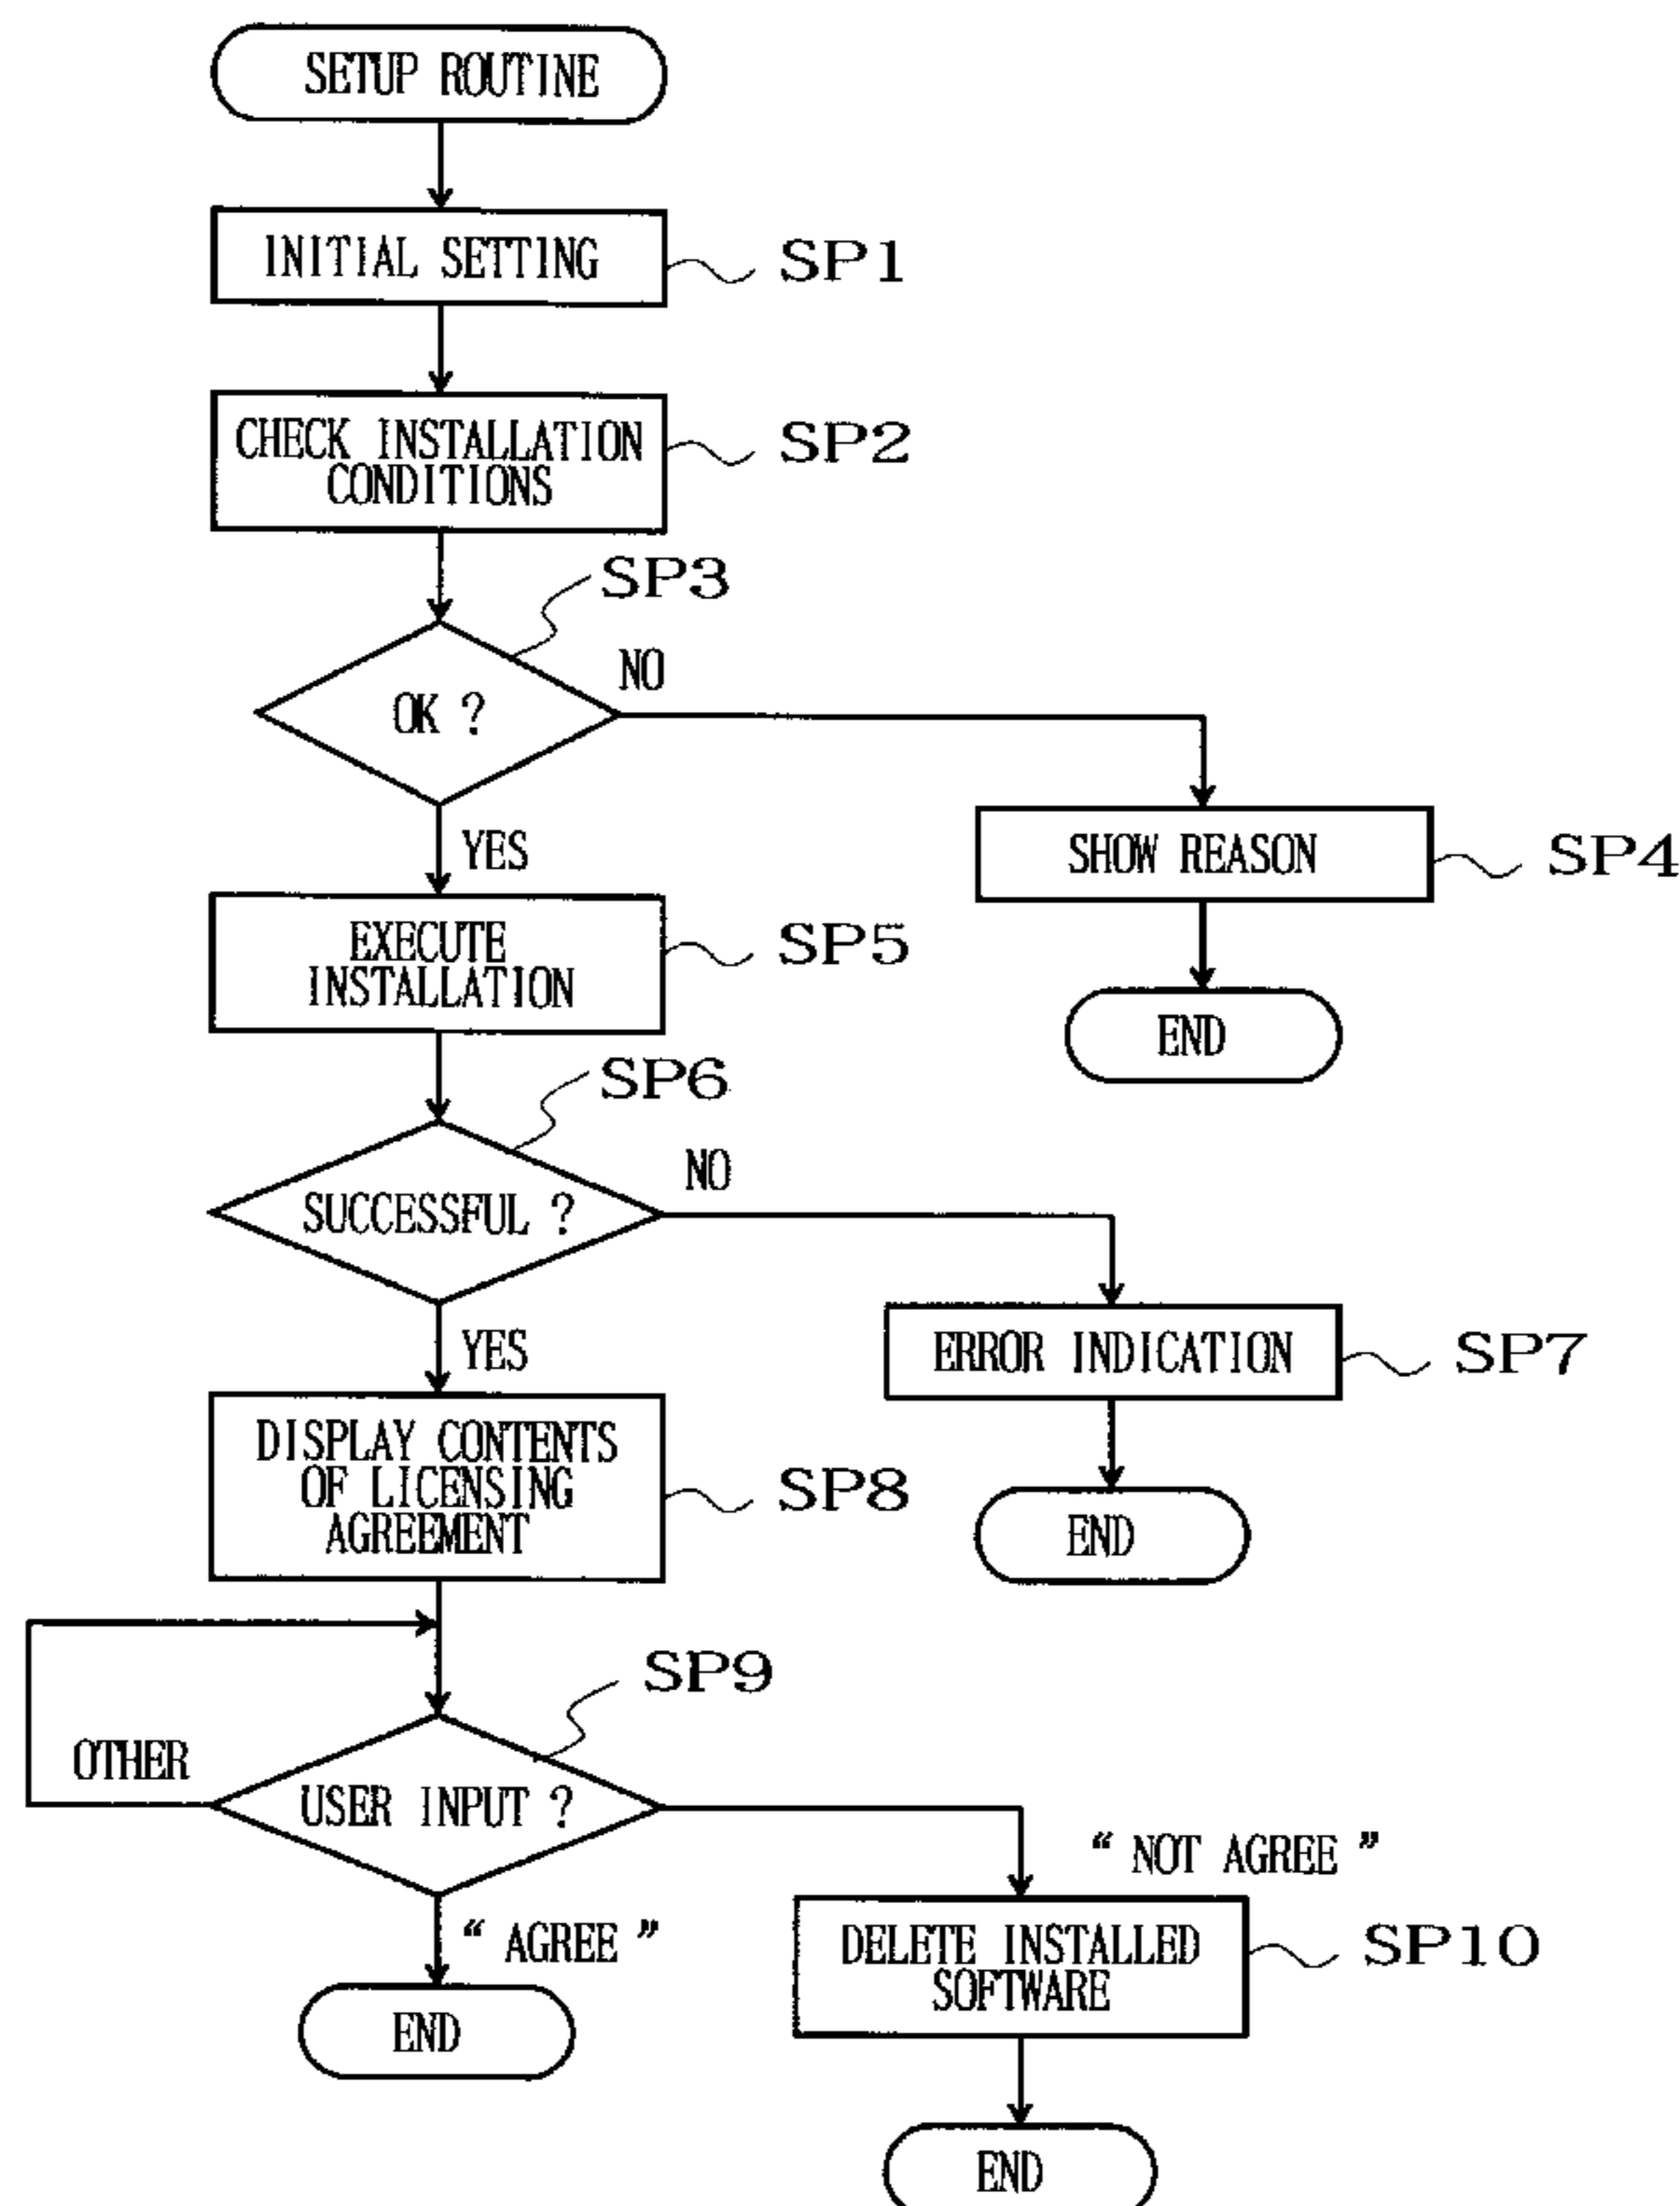 SETUP ROUTINE
INITIAL SETTING
SP1
CHECK INSTALLATION
CONDITIONS
SP2
SP3
OK ?
NO
YES
SHOW REASON
SP4
EXECUTE
INSTALLATION
SP5
END
SP6
SUCCESSFUL ?
NO
YES
ERROR INDICATION
SP7
DISPLAY CONTENTS
OF LICENSING
AGREEMENT
SP8
END
SP9
OTHER
USER INPUT ?
“ NOT AGREE ”
“ AGREE ”
DELETE INSTALLED
SOFTWARE
SP10
END
END